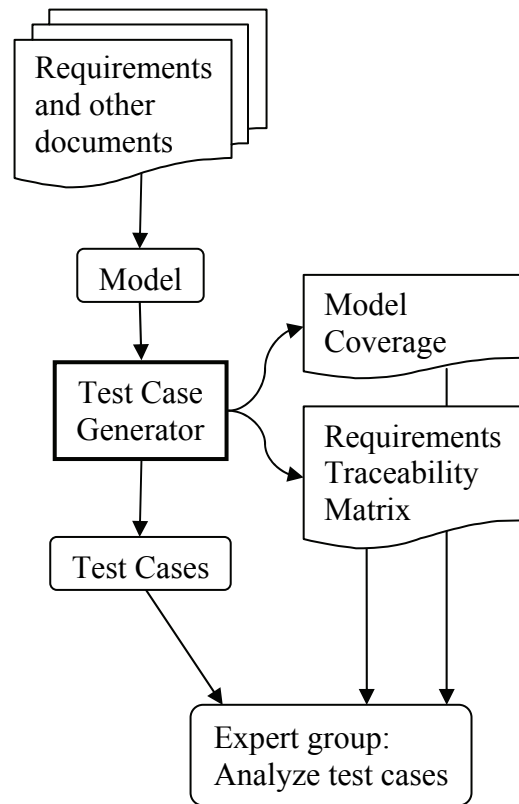 Requirements
and other
documents
Model
Test Case
Generator
Model
Coverage
Requirements
Traceability
Matrix
Test Cases
Expert group:
Analyze test cases